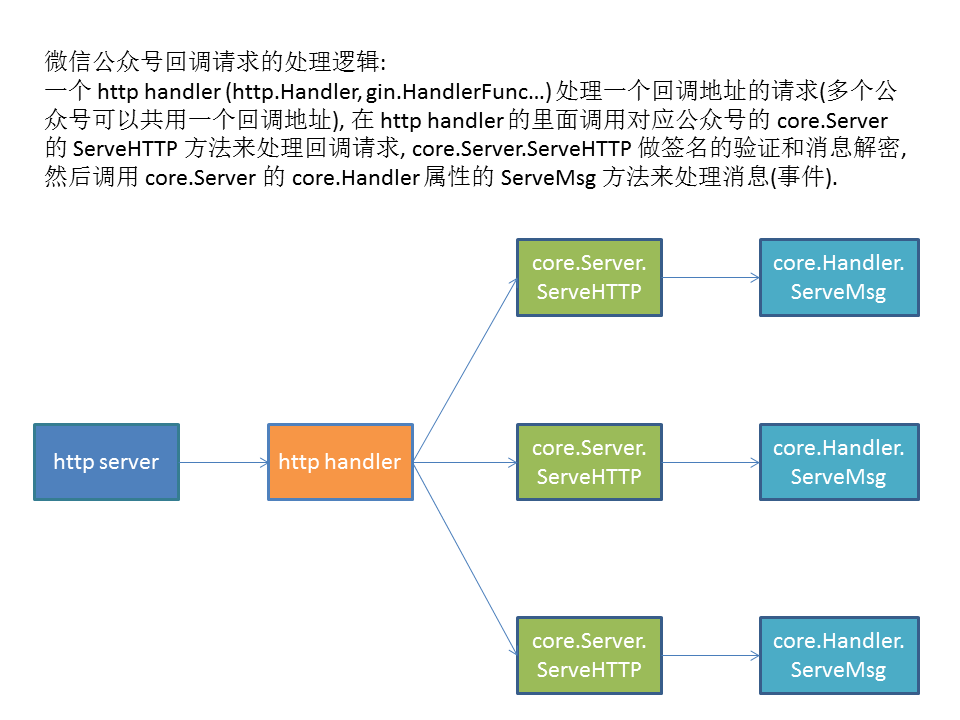 微信公众号回调请求的处理逻辑:
一个 http handler (http.Handler, gin.HandlerFunc...) 处理一个回调地址的请求(多个公
众号可以共用一个回调地址), 在 http handler 的里面调用对应公众号的 core.Server
的 ServeHTTP 方法来处理回调请求, core.Server.ServeHTTP 做签名的验证和消息解密,
然后调用 core.Server 的 core.Handler 属性的 ServeMsg 方法来处理消息(事件).
core.Server.
ServeHTTP
core.Handler.
ServeMsg
http server
http handler
core.Server.
ServeHTTP
core.Handler.
ServeMsg
core.Server.
ServeHTTP
core.Handler.
ServeMsg